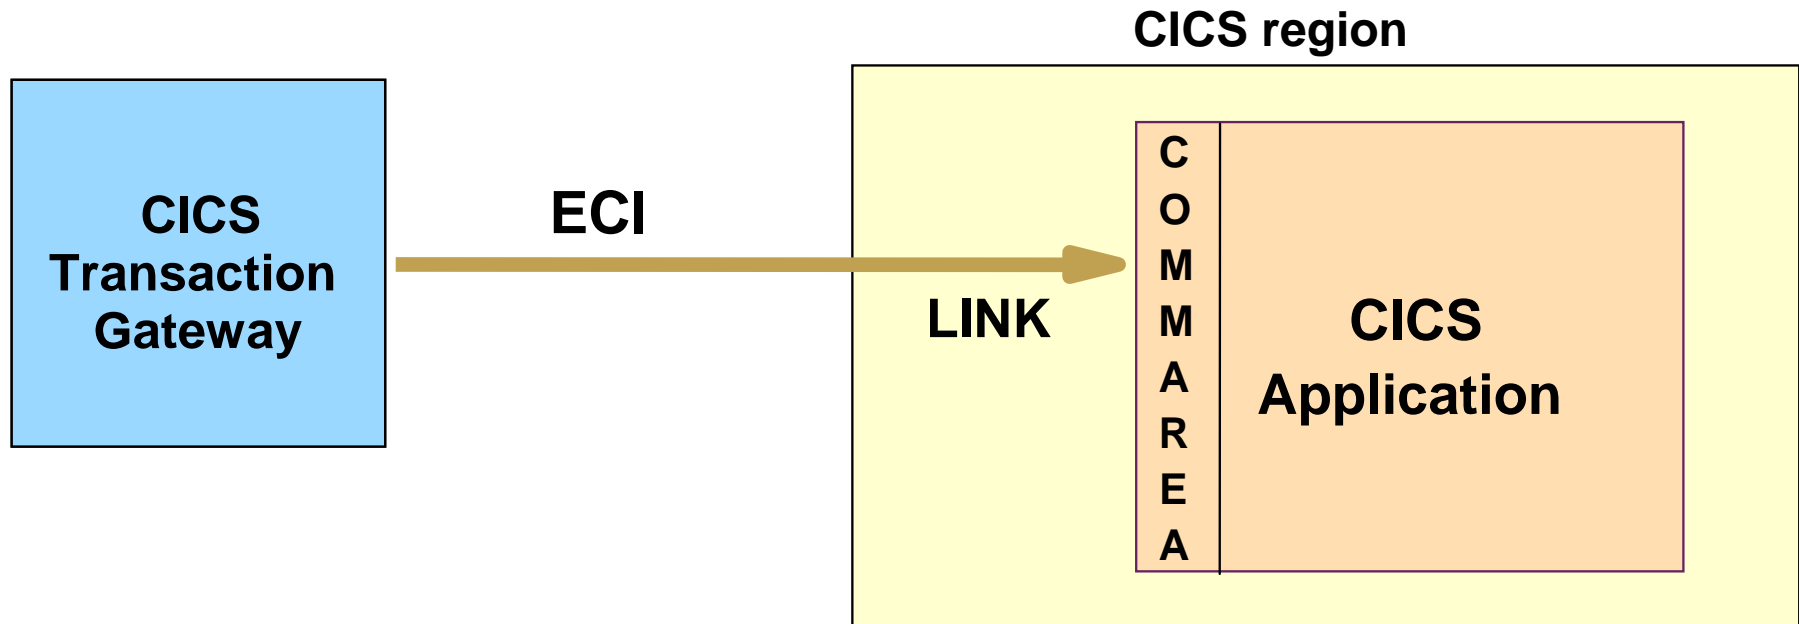 CICS region
CICS
Transaction
Gateway
ECI
LINK
C
O
M
M
A
R
E
A
CICS
Application